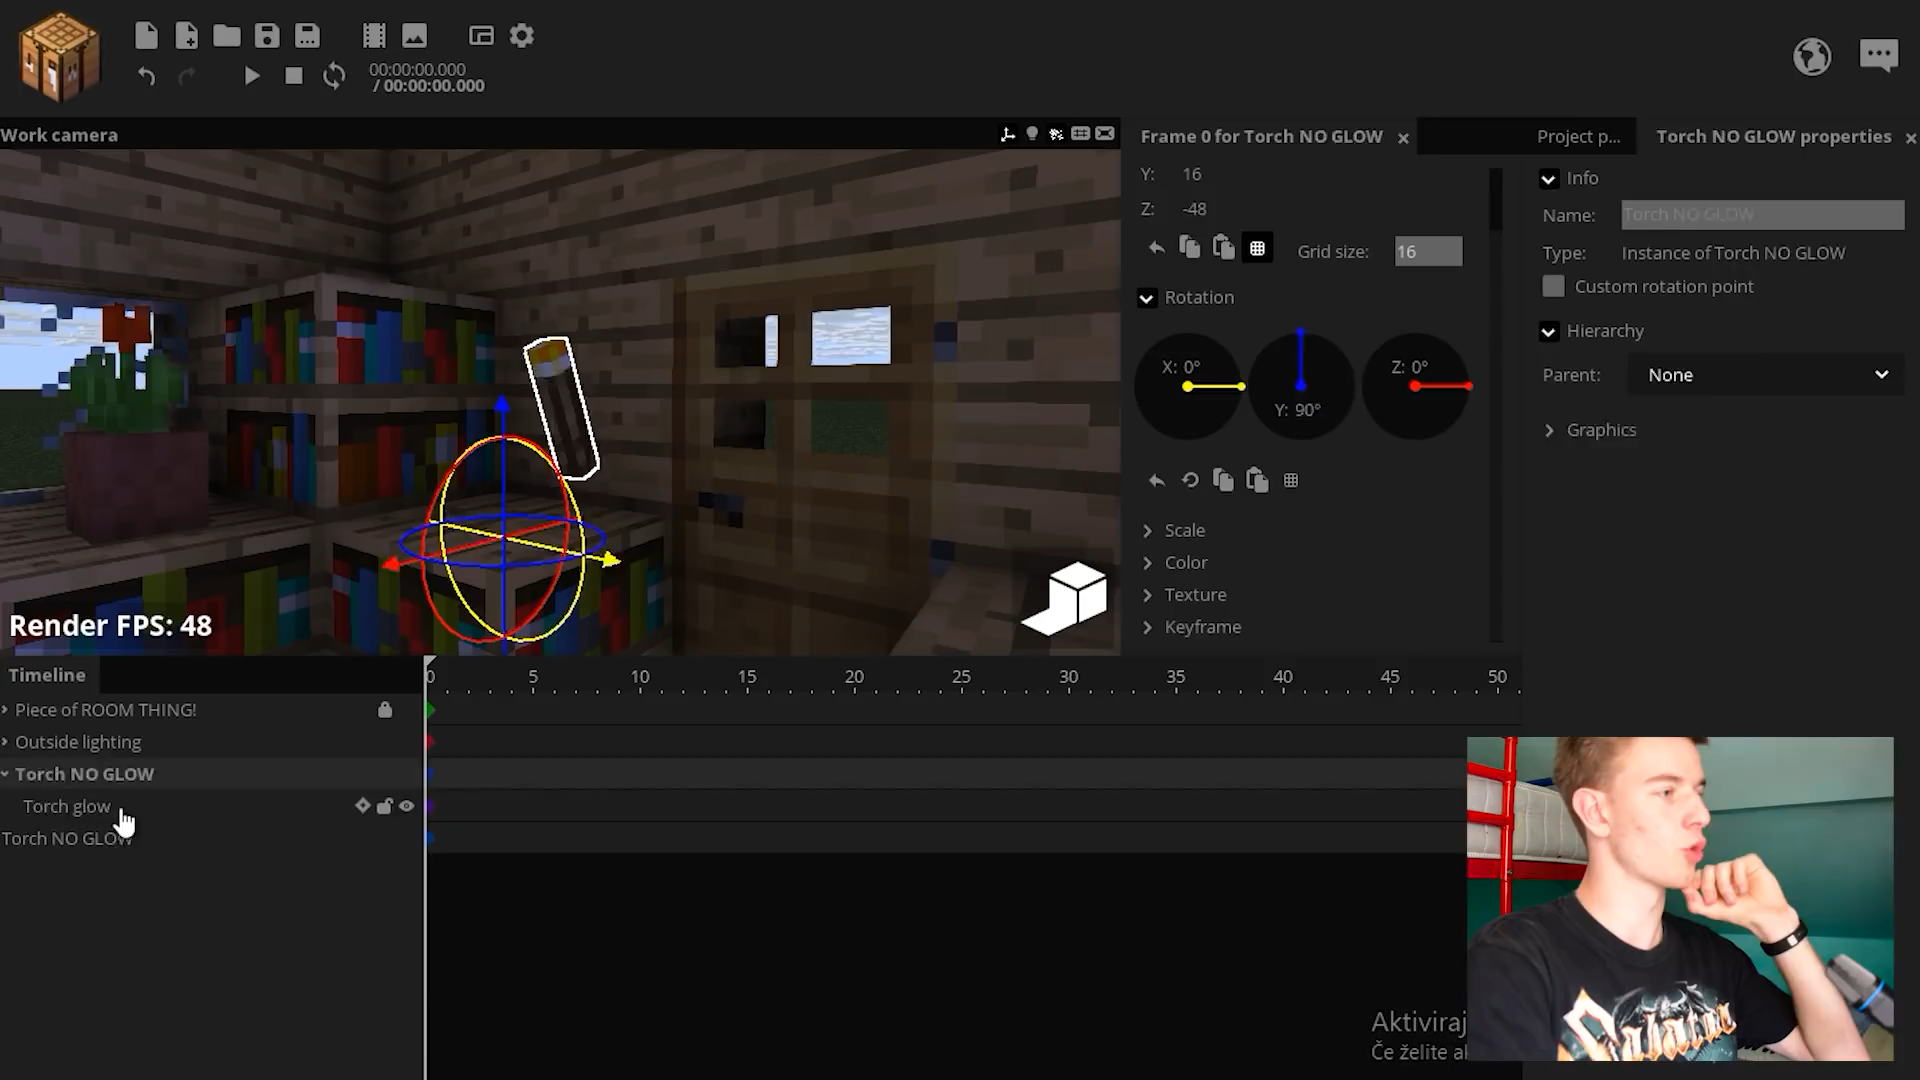 00:00:00.000
/ 00:00:00.000
Work camera
Render FPS: 48
Frame 0 for Torch NO GLOW
Y: 16
Z: -48
Grid size: 16
Rotation
X: 0°
Y: 90°
Z: 0°
Scale
Color
Texture
Keyframe
Project p...
Torch NO GLOW properties
Info
Name: Torch NO GLOW
Type: Instance of Torch NO GLOW
Custom rotation point
Hierarchy
Parent: None
Graphics
Timeline
0 5 10 15 20 25 30 35 40 45 50
Piece of ROOM THING!
Outside lighting
Torch NO GLOW
Torch glow
Torch NO GLOW
Aktiviraj
Če želite a